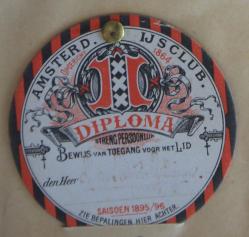 AMSTERD. IJSCLUB.
Opgericht 1864
DIPLOMA
STRENG PERSOONLIJK
BEWIJS VAN TOEGANG VOOR HET LID
den Heer
SAISOEN 1895/96
ZIE BEPALINGEN HIER ACHTER.